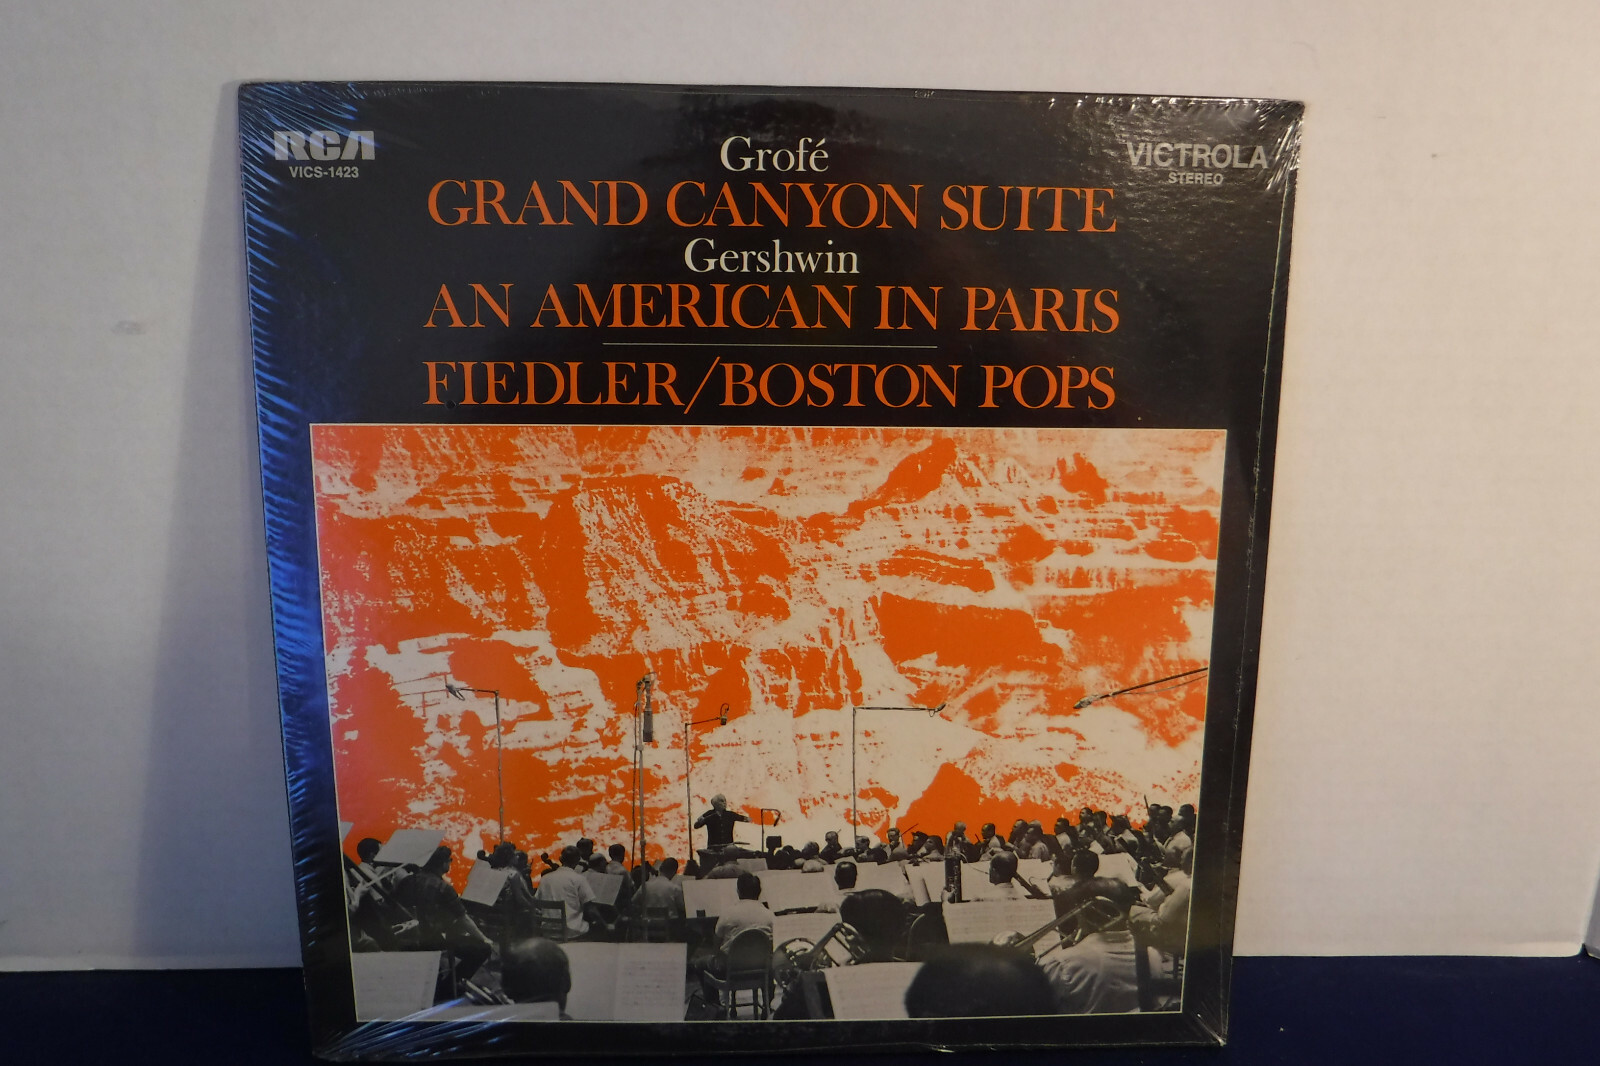 RCA
VICS-1423
VICTROLA
STEREO
Grofé
GRAND CANYON SUITE
Gershwin
AN AMERICAN IN PARIS
FIEDLER/BOSTON POPS